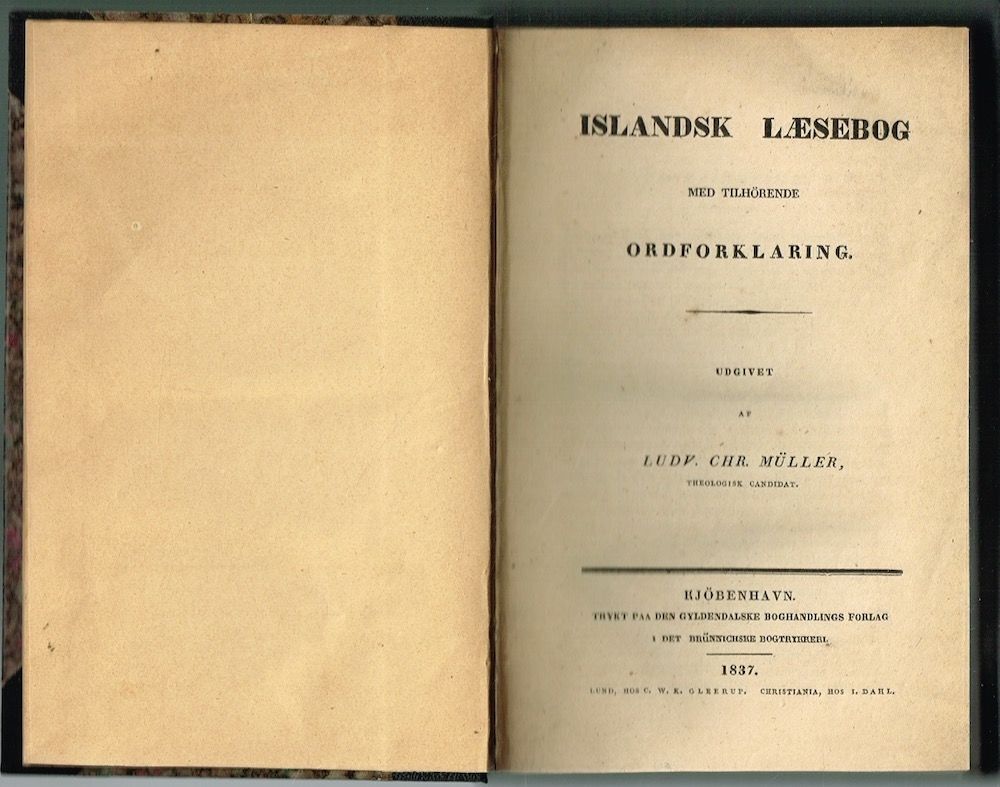 ISLANDSK LÆSEBOG
MED TILHÖRENDE
ORDFORKLARING.
UDGIVET
AF
LUDV. CHR. MÜLLER,
THEOLOGISK CANDIDAT.
KJÖBENHAVN.
TRYKT PAA DEN GYLDENDALSKE BOGHANDLINGS FORLAG
I DET BRÜNNICHSKE BOGTRYKKERI.
1837.
LUND, HOS C. W. K. GLEERUP. CHRISTIANIA, HOS I. DAHL.